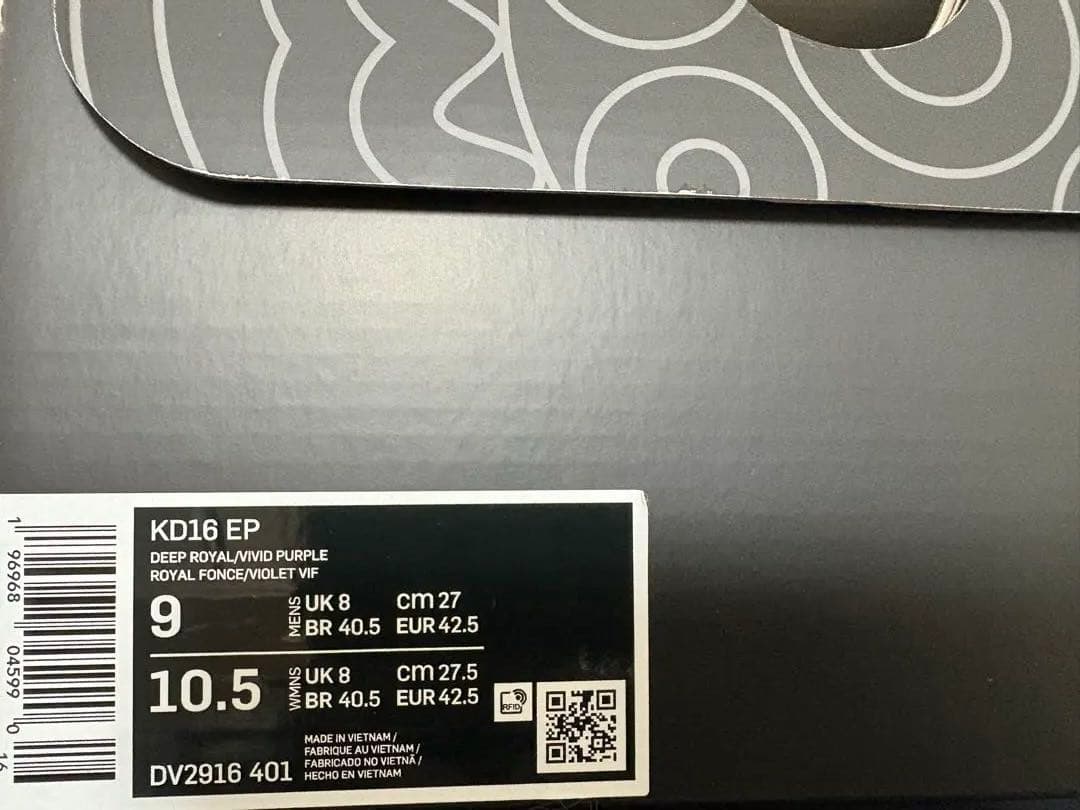 KD16 EP
DEEP ROYAL/VIVID PURPLE
ROYAL FONCE/VIOLET VIF
9 MENS UK 8 cm 27
BR 40.5 EUR 42.5
10.5 WMNS UK 8 cm 27.5
BR 40.5 EUR 42.5
RFID
MADE IN VIETNAM /
FABRIQUE AU VIETNAM /
FABRICADO NO VIETNÃ /
HECHO EN VIETNAM
DV2916 401
1 96968 04599 0 16